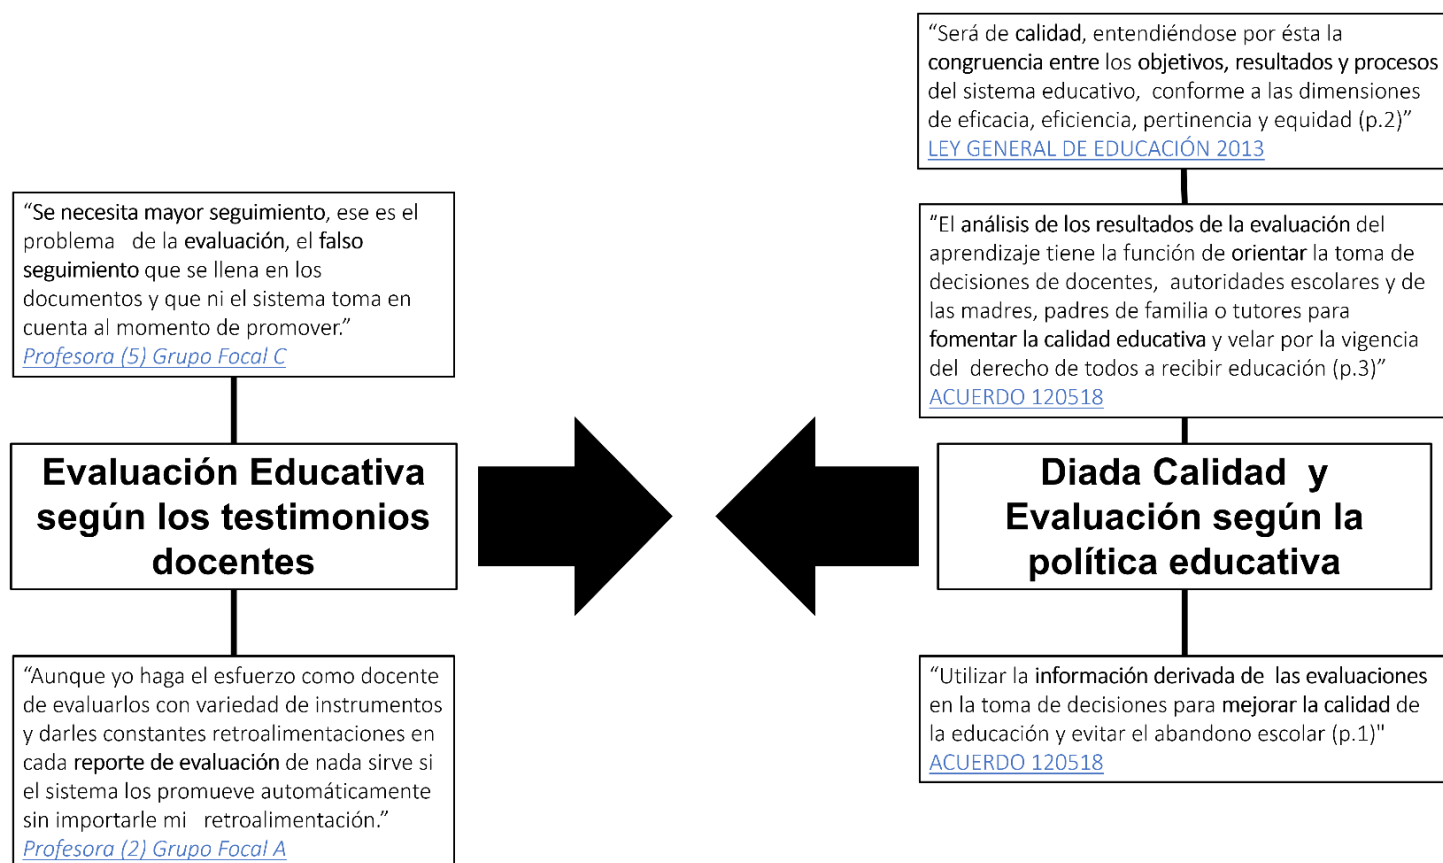 “Se necesita mayor seguimiento, ese es el
problema de la evaluación, el falso
seguimiento que se llena en los
documentos y que ni el sistema toma en
cuenta al momento de promover.”
Profesora (5) Grupo Focal C
Evaluación Educativa
según los testimonios
docentes
“Aunque yo haga el esfuerzo como docente
de evaluarlos con variedad de instrumentos
y darles constantes retroalimentaciones en
cada reporte de evaluación de nada sirve si
el sistema los promueve automáticamente
sin importarle mi retroalimentación.”
Profesora (2) Grupo Focal A
“Será de calidad, entendiéndose por ésta la
congruencia entre los objetivos, resultados y procesos
del sistema educativo, conforme a las dimensiones
de eficacia, eficiencia, pertinencia y equidad (p.2)”
LEY GENERAL DE EDUCACIÓN 2013
“El análisis de los resultados de la evaluación del
aprendizaje tiene la función de orientar la toma de
decisiones de docentes, autoridades escolares y de
las madres, padres de familia o tutores para
fomentar la calidad educativa y velar por la vigencia
del derecho de todos a recibir educación (p.3)”
ACUERDO 120518
Diada Calidad y
Evaluación según la
política educativa
“Utilizar la información derivada de las evaluaciones
en la toma de decisiones para mejorar la calidad de
la educación y evitar el abandono escolar (p.1)"
ACUERDO 120518